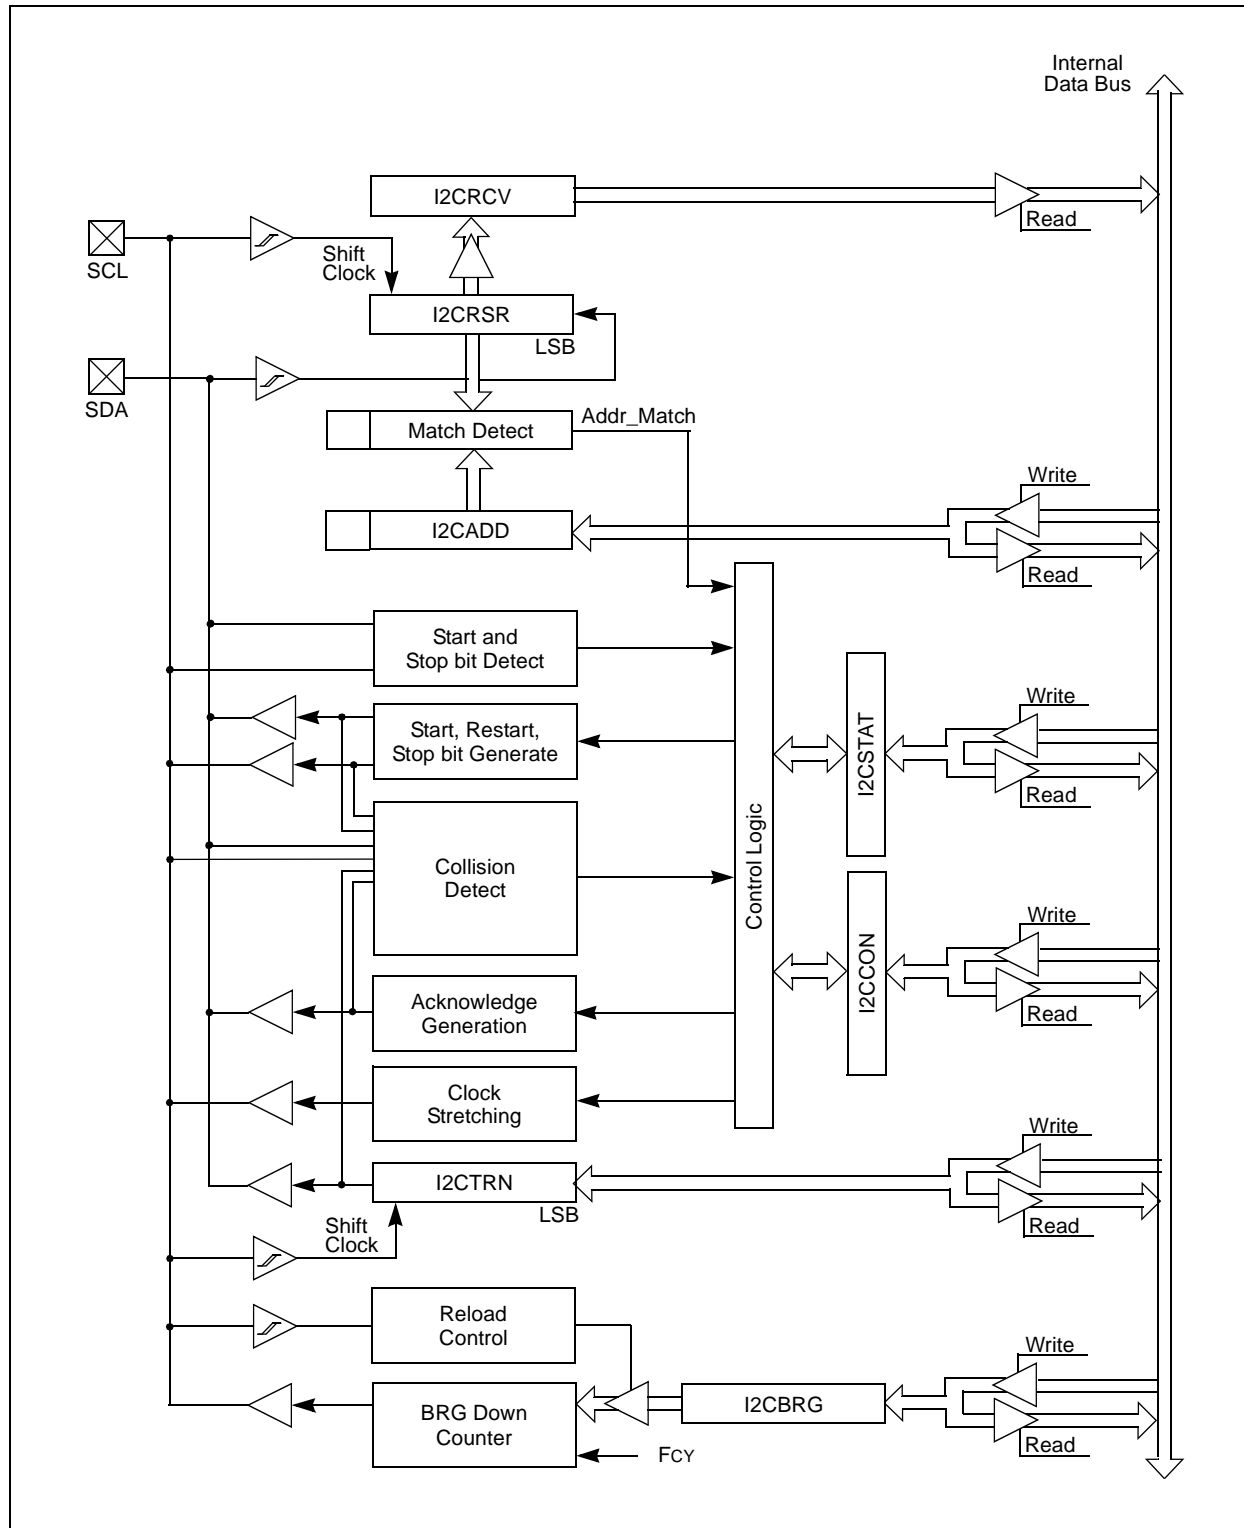 Internal
Data Bus
I2CRCV
Read
SCL
Shift
Clock
I2CRSR
LSB
SDA
Addr_Match
Match Detect
Write
I2CADD
Read
Start and
Stop bit Detect
Write
Start, Restart,
Stop bit Generate
I2CSTAT
Read
Control Logic
Collision
Detect
Write
I2CCON
Acknowledge
Generation
Read
Clock
Stretching
Write
I2CTRN
LSB
Shift
Clock
Read
Reload
Control
Write
I2CBRG
BRG Down
Counter
Read
FCY